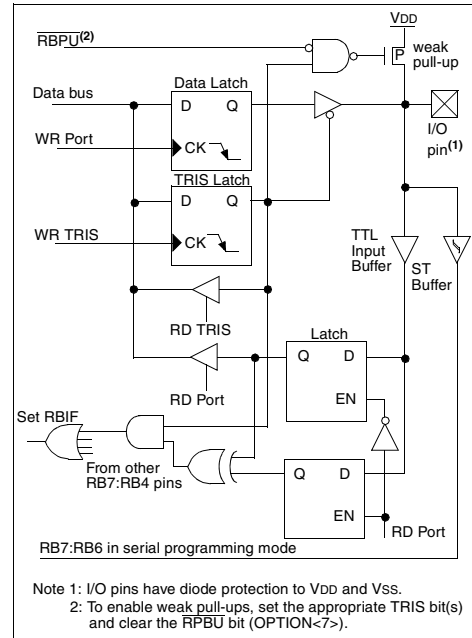 VDD
RBPU(2)
P
weak
pull-up
Data Latch
Data bus
D Q
I/O
pin(1)
WR Port
CK
TRIS Latch
D Q
WR TRIS
CK
TTL
Input
Buffer
ST
Buffer
RD TRIS
Latch
Q D
RD Port
EN
Set RBIF
From other
RB7:RB4 pins
Q D
EN
RD Port
RB7:RB6 in serial programming mode
Note 1: I/O pins have diode protection to VDD and VSS.
2: To enable weak pull-ups, set the appropriate TRIS bit(s)
and clear the RPBU bit (OPTION<7>).